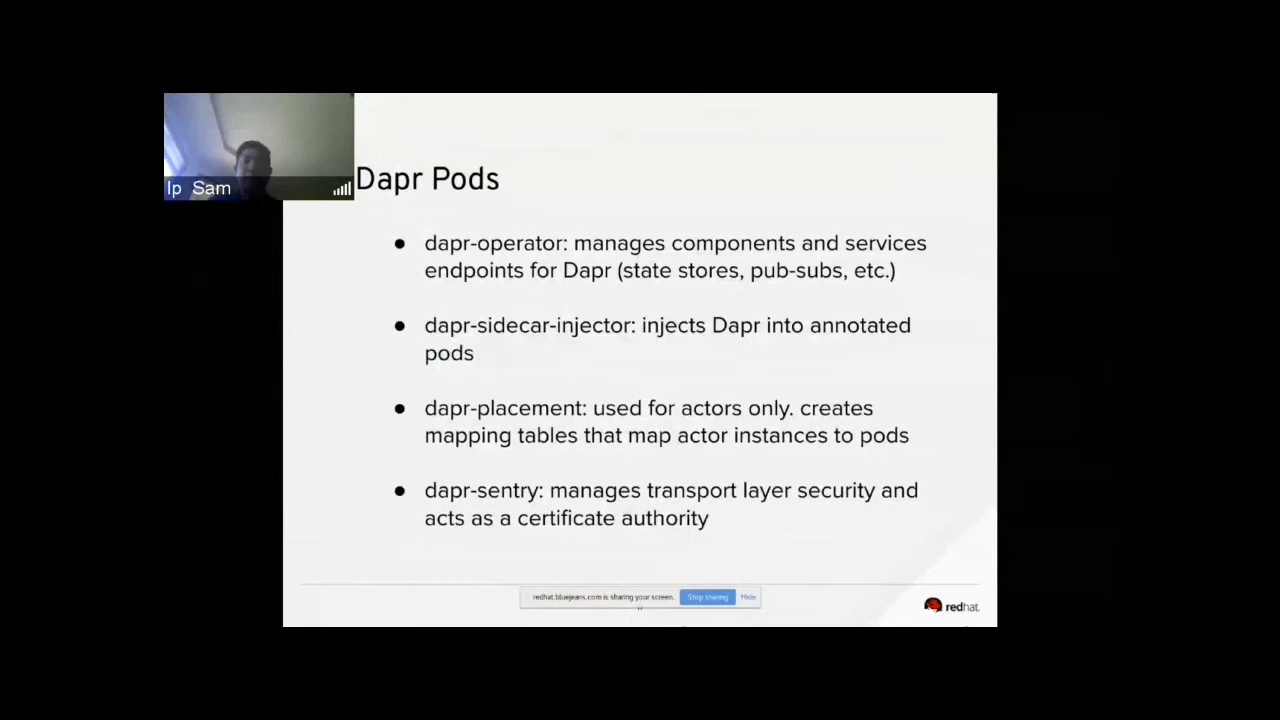 Ip Sam
Dapr Pods
● dapr-operator: manages components and services
endpoints for Dapr (state stores, pub-subs, etc.)
● dapr-sidecar-injector: injects Dapr into annotated
pods
● dapr-placement: used for actors only. creates
mapping tables that map actor instances to pods
● dapr-sentry: manages transport layer security and
acts as a certificate authority
redhat.bluejeans.com is sharing your screen. Stop sharing Hide
redhat.